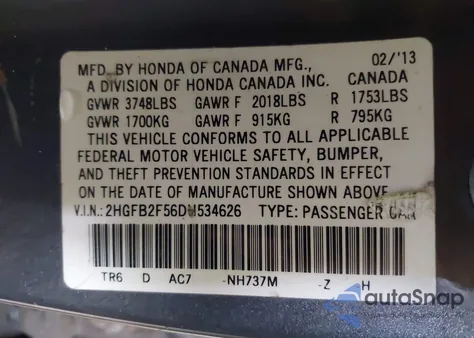 MFD. BY HONDA OF CANADA MFG., 02/'13
A DIVISION OF HONDA CANADA INC. CANADA
GVWR 3748LBS GAWR F 2018LBS R 1753LBS
GVWR 1700KG GAWR F 915KG R 795KG
THIS VEHICLE CONFORMS TO ALL APPLICABLE
FEDERAL MOTOR VEHICLE SAFETY, BUMPER,
AND THEFT PREVENTION STANDARDS IN EFFECT
ON THE DATE OF MANUFACTURE SHOWN ABOVE
V.I.N.: TYPE: PASSENGER CAR
TR6 D AC7 -NH737M -Z H
autoSnap